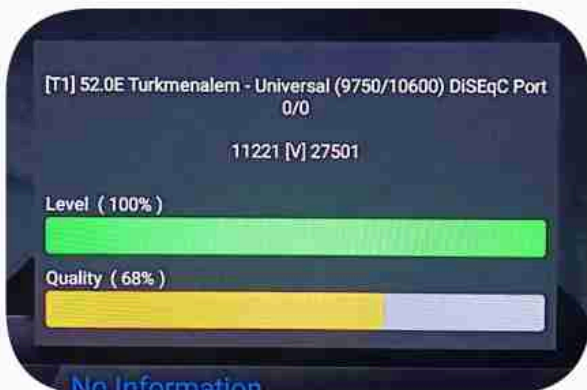 [T1] 52.0E Turkmenalem - Universal (9750/10600) DiSEqC Port
0/0
11221 [V] 27501
Level ( 100% )
Quality ( 68% )
No Information